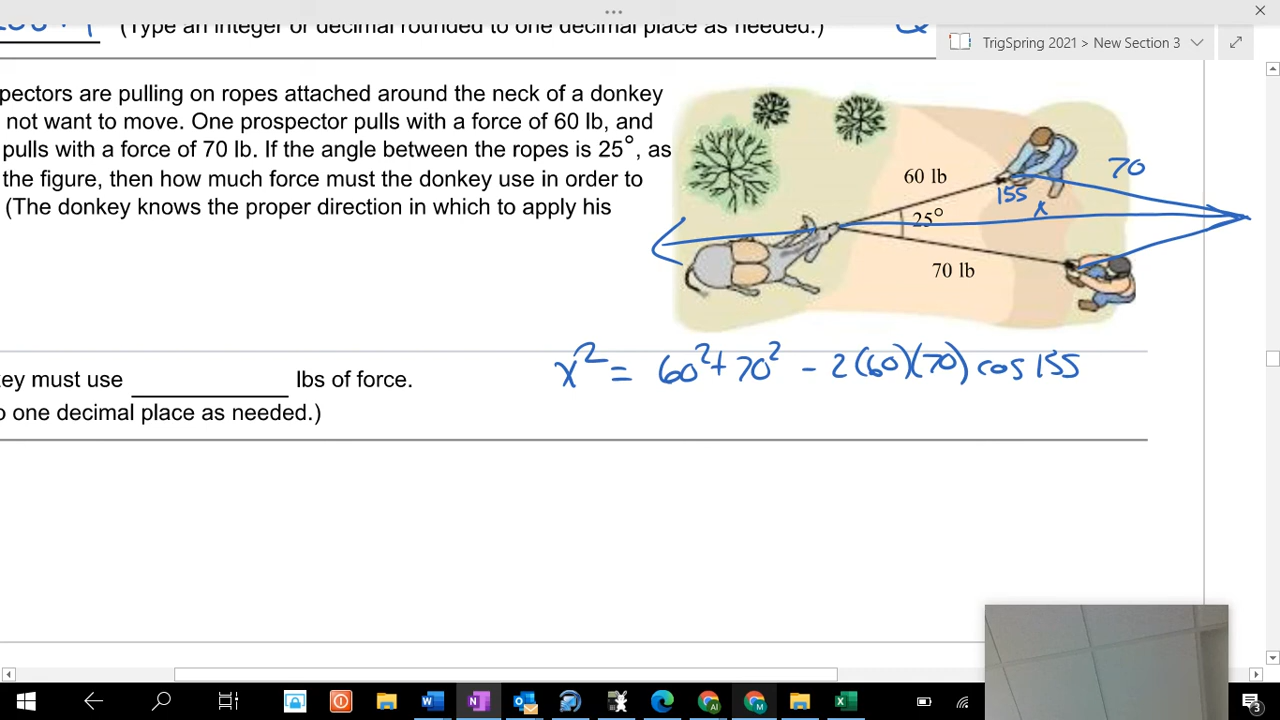 (Type an integer or decimal rounded to one decimal place as needed.)
TrigSpring 2021 > New Section 3
pectors are pulling on ropes attached around the neck of a donkey
not want to move. One prospector pulls with a force of 60 lb, and
pulls with a force of 70 lb. If the angle between the ropes is 25°, as
the figure, then how much force must the donkey use in order to
(The donkey knows the proper direction in which to apply his
60 lb
70
155
x
25°
70 lb
x² = 60² + 70² - 2(60)(70) cos 155
ey must use ____________ lbs of force.
o one decimal place as needed.)
3